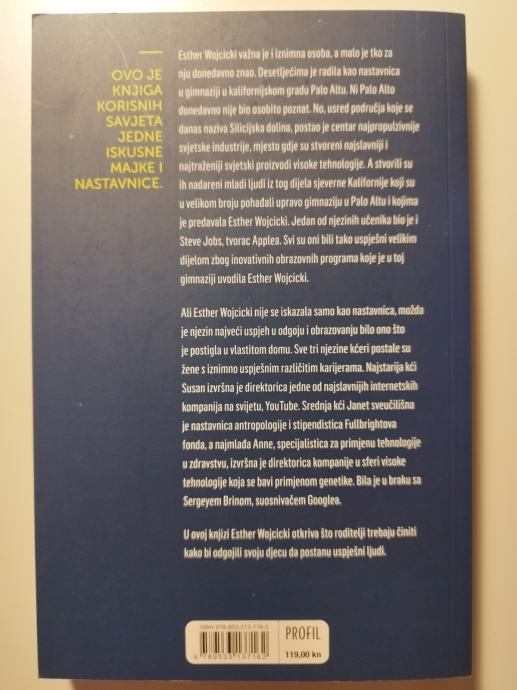 OVO JE
KNJIGA
KORISNIH
SAVJETA
JEDNE
ISKUSNE
MAJKE I
NASTAVNICE.
Esther Wojcicki važna je i iznimna osoba, a malo je tko za
nju donedavno znao. Desetljećima je radila kao nastavnica
u gimnaziji u kalifornijskom gradu Palo Altu. Ni Palo Alto
donedavno nije bio osobito poznat. No, usred područja koje se
danas naziva Silicijska dolina, postao je centar najpropulzivnije
svjetske industrije, mjesto gdje su stvoreni najslavniji i
najtraženiji svjetski proizvodi visoke tehnologije. A stvorili su
ih nadareni mladi ljudi iz tog dijela sjeverne Kalifornije koji su
u velikom broju pohađali upravo gimnaziju u Palo Altu i kojima
je predavala Esther Wojcicki. Jedan od njezinih učenika bio je i
Steve Jobs, tvorac Applea. Svi su oni bili tako uspješni velikim
dijelom zbog inovativnih obrazovnih programa koje je u toj
gimnaziji uvodila Esther Wojcicki.
Ali Esther Wojcicki nije se iskazala samo kao nastavnica, možda
je njezin najveći uspjeh u odgoju i obrazovanju bilo ono što
je postigla u vlastitom domu. Sve tri njezine kćeri postale su
žene s iznimno uspješnim različitim karijerama. Najstarija kći
Susan izvršna je direktorica jedne od najslavnijih internetskih
kompanija na svijetu, YouTube. Srednja kći Janet sveučilišna
je nastavnica antropologije i stipendistica Fullbrightova
fonda, a najmlađa Anne, specijalistica za primjenu tehnologije
u zdravstvu, izvršna je direktorica kompanije u sferi visoke
tehnologije koja se bavi primjenom genetike. Bila je u braku sa
Sergeyem Brinom, suosnivačem Googlea.
U ovoj knjizi Esther Wojcicki otkriva što roditelji trebaju činiti
kako bi odgojili svoju djecu da postanu uspješni ljudi.
ISBN 978-953-313-716-2
9 789533 137162
PROFIL
119,00 kn